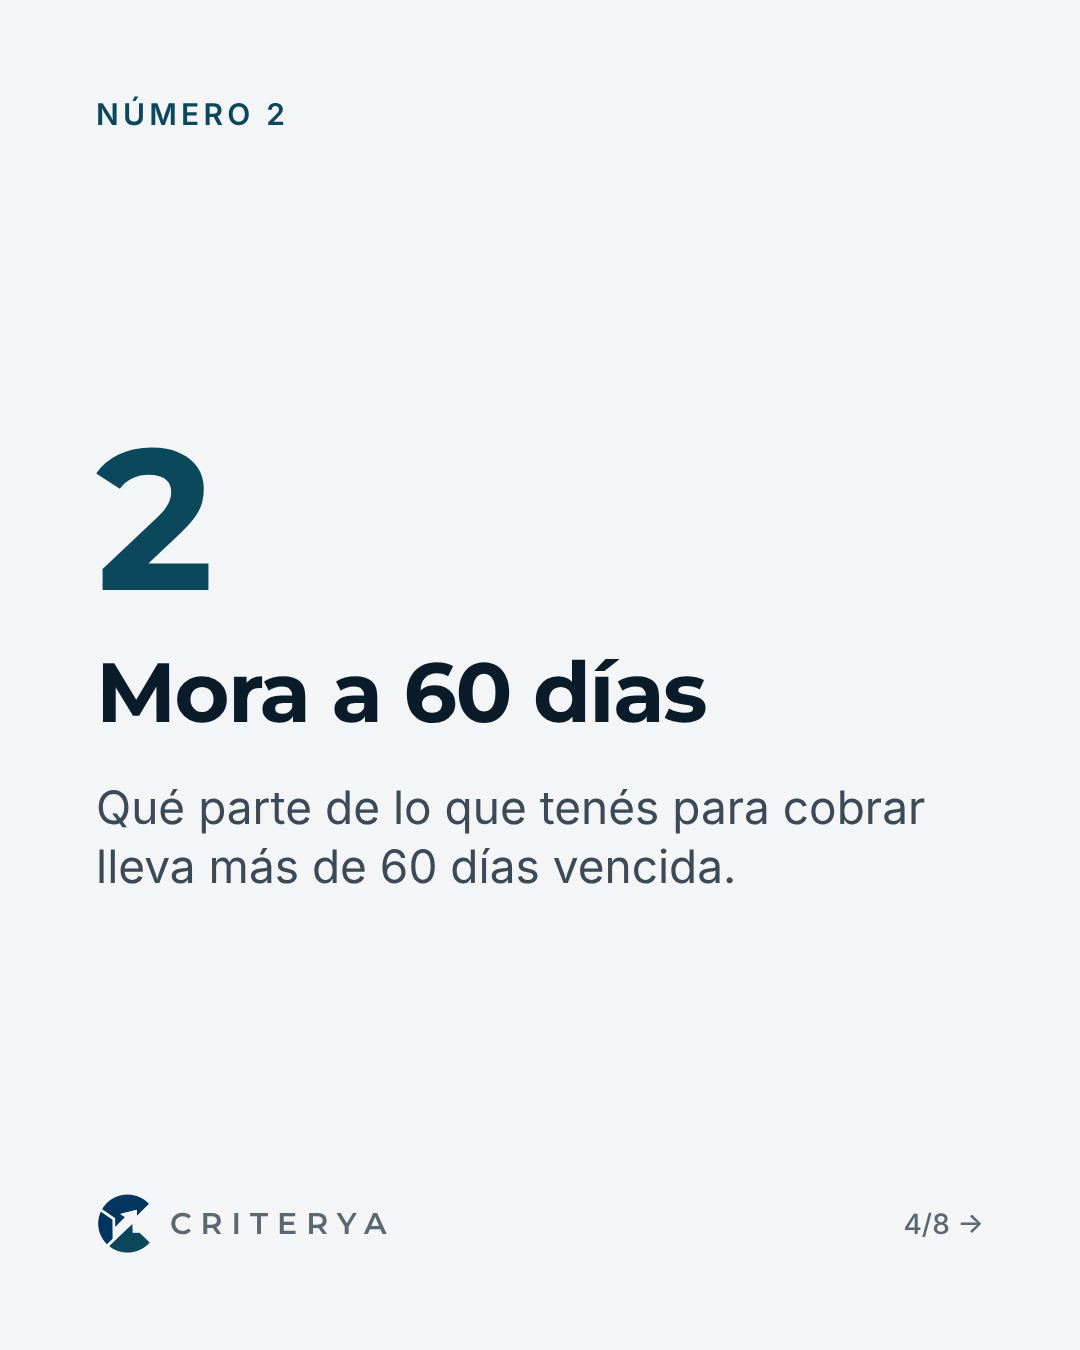 NÚMERO 2
2
Mora a 60 días
Qué parte de lo que tenés para cobrar
lleva más de 60 días vencida.
CRITERYA
4/8 →